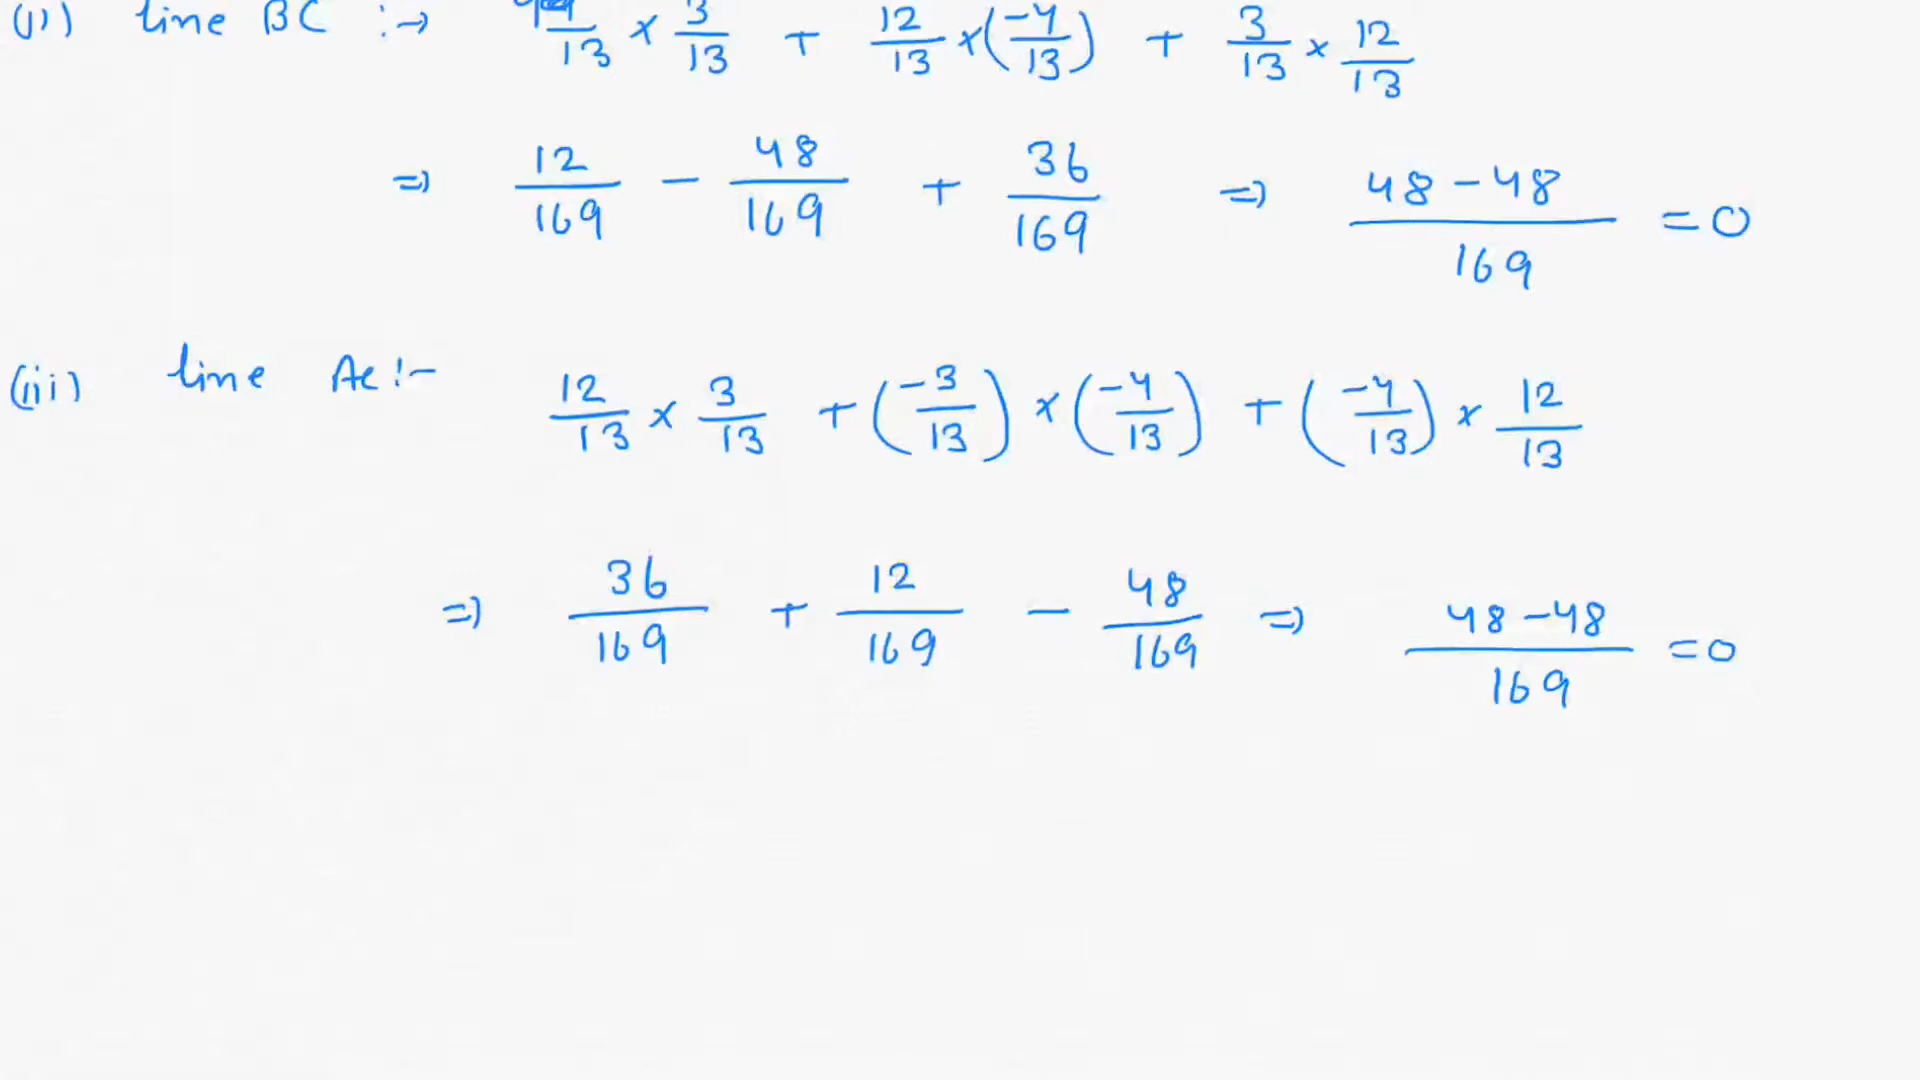 (ii) line BC :→ 4/13 × 3/13 + 12/13 × (-4/13) + 3/13 × 12/13
⇒ 12/169 - 48/169 + 36/169 ⇒ 48-48/169 = 0
(iii) line AC :- 12/13 × 3/13 + (-3/13) × (-4/13) + (-4/13) × 12/13
⇒ 36/169 + 12/169 - 48/169 ⇒ 48-48/169 = 0